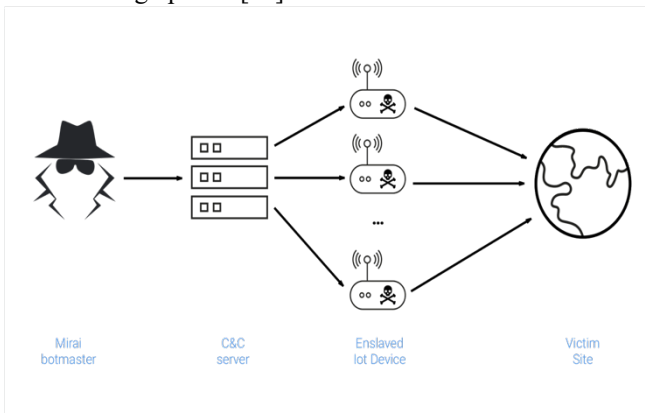 Mirai
botmaster
C&C
server
Enslaved
Iot Device
Victim
Site
...